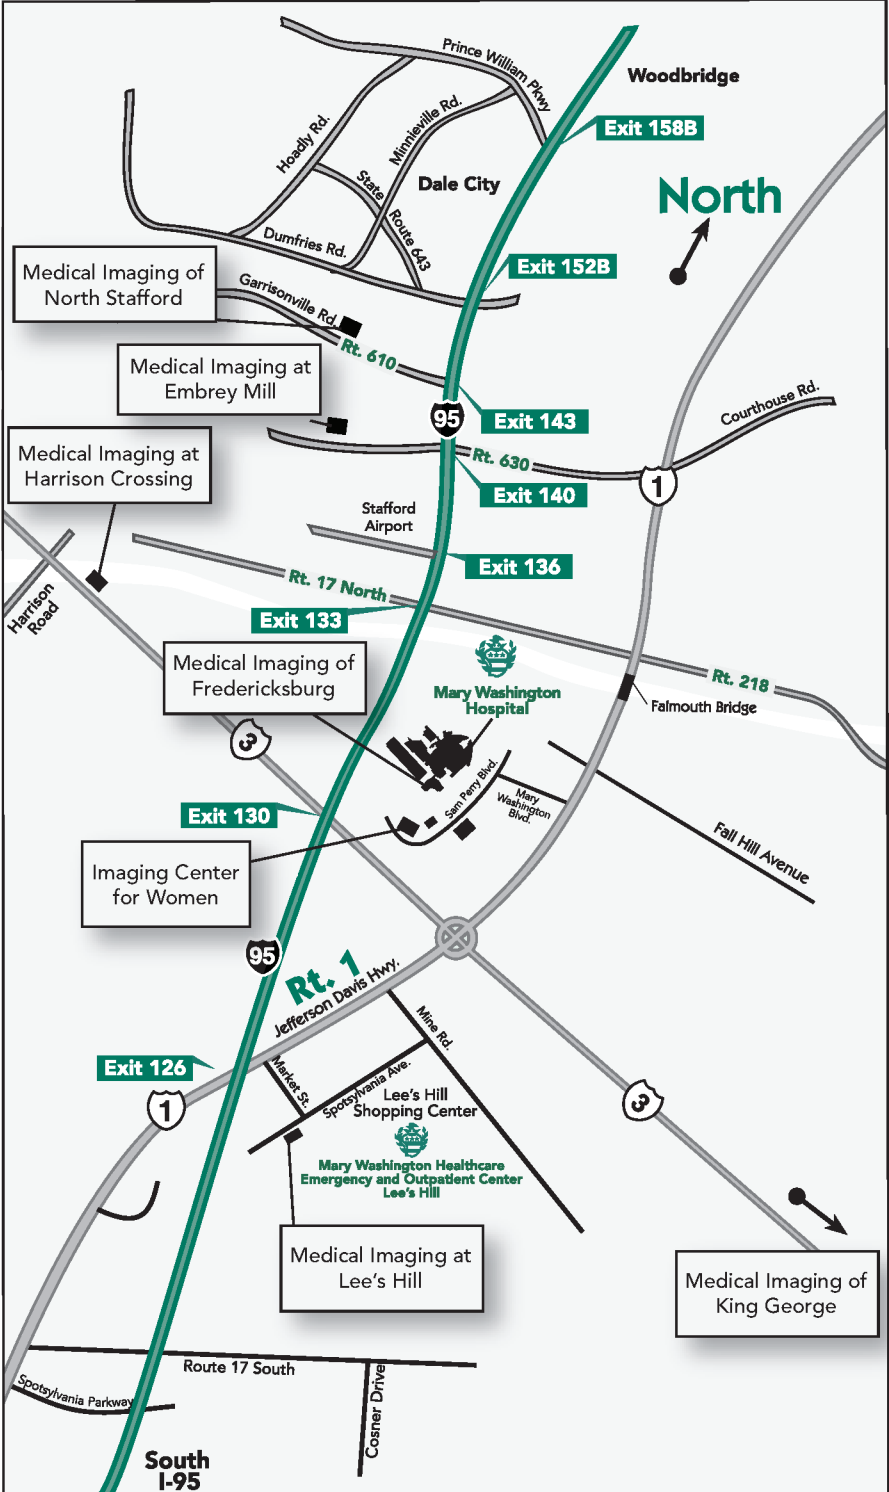 Prince William Pkwy
Woodbridge
Exit 158B
Hoadly Rd.
Minnieville Rd.
State Route 643
Dale City
North
Dumfries Rd.
Exit 152B
Medical Imaging of
North Stafford
Garrisonville Rd.
Rt. 610
Medical Imaging at
Embrey Mill
95
Exit 143
Courthouse Rd.
Medical Imaging at
Harrison Crossing
Rt. 630
Exit 140
1
Stafford
Airport
Exit 136
Rt. 17 North
Harrison
Road
Exit 133
Medical Imaging of
Fredericksburg
Mary Washington
Hospital
Rt. 218
Falmouth Bridge
3
Sam Perry Blvd.
Mary
Washington
Blvd.
Exit 130
Fall Hill Avenue
Imaging Center
for Women
95
Rt. 1
Jefferson Davis Hwy.
Mine Rd.
Exit 126
Market St.
Spotsylvania Ave.
Lee's Hill
Shopping Center
1
3
Mary Washington Healthcare
Emergency and Outpatient Center
Lee's Hill
Medical Imaging at
Lee's Hill
Medical Imaging of
King George
Route 17 South
Spotsylvania Parkway
Cosner Drive
South
I-95